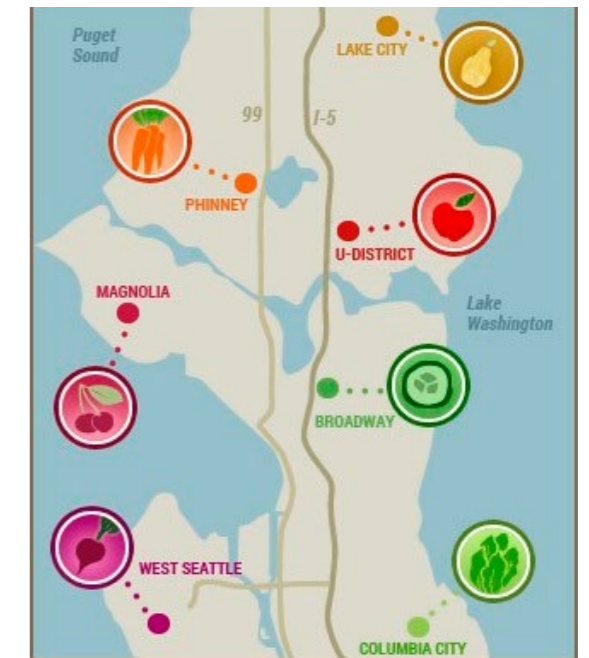 Puget
Sound
LAKE CITY
99
I-5
PHINNEY
U-DISTRICT
MAGNOLIA
Lake
Washington
BROADWAY
WEST SEATTLE
COLUMBIA CITY